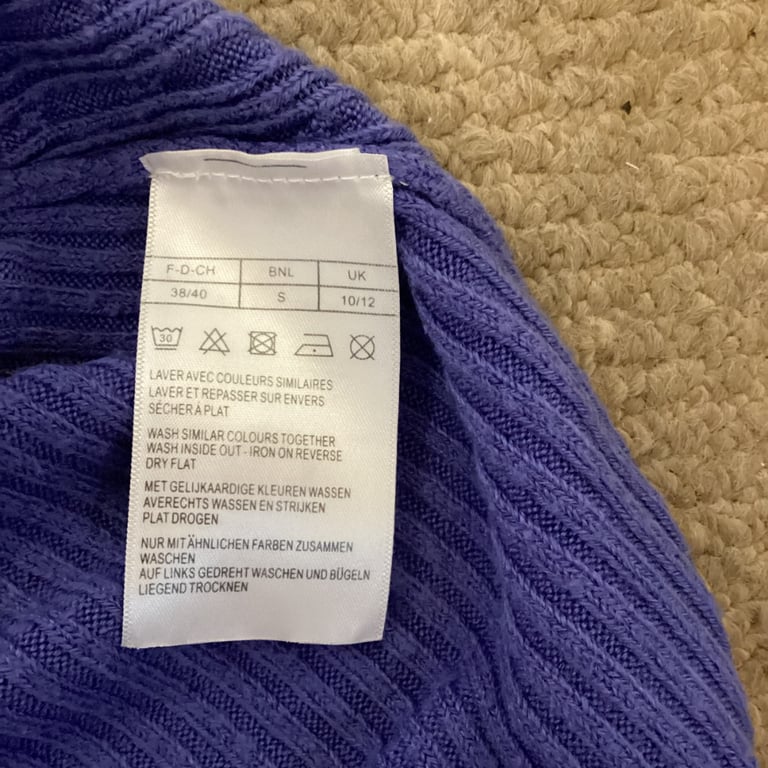 F-D-CH BNL UK
38/40 S 10/12
30
LAVER AVEC COULEURS SIMILAIRES
LAVER ET REPASSER SUR ENVERS
SÉCHER À PLAT
WASH SIMILAR COLOURS TOGETHER
WASH INSIDE OUT - IRON ON REVERSE
DRY FLAT
MET GELIJKAARDIGE KLEUREN WASSEN
AVERECHTS WASSEN EN STRIJKEN
PLAT DROGEN
NUR MIT ÄHNLICHEN FARBEN ZUSAMMEN
WASCHEN
AUF LINKS GEDREHT WASCHEN UND BÜGELN
LIEGEND TROCKNEN